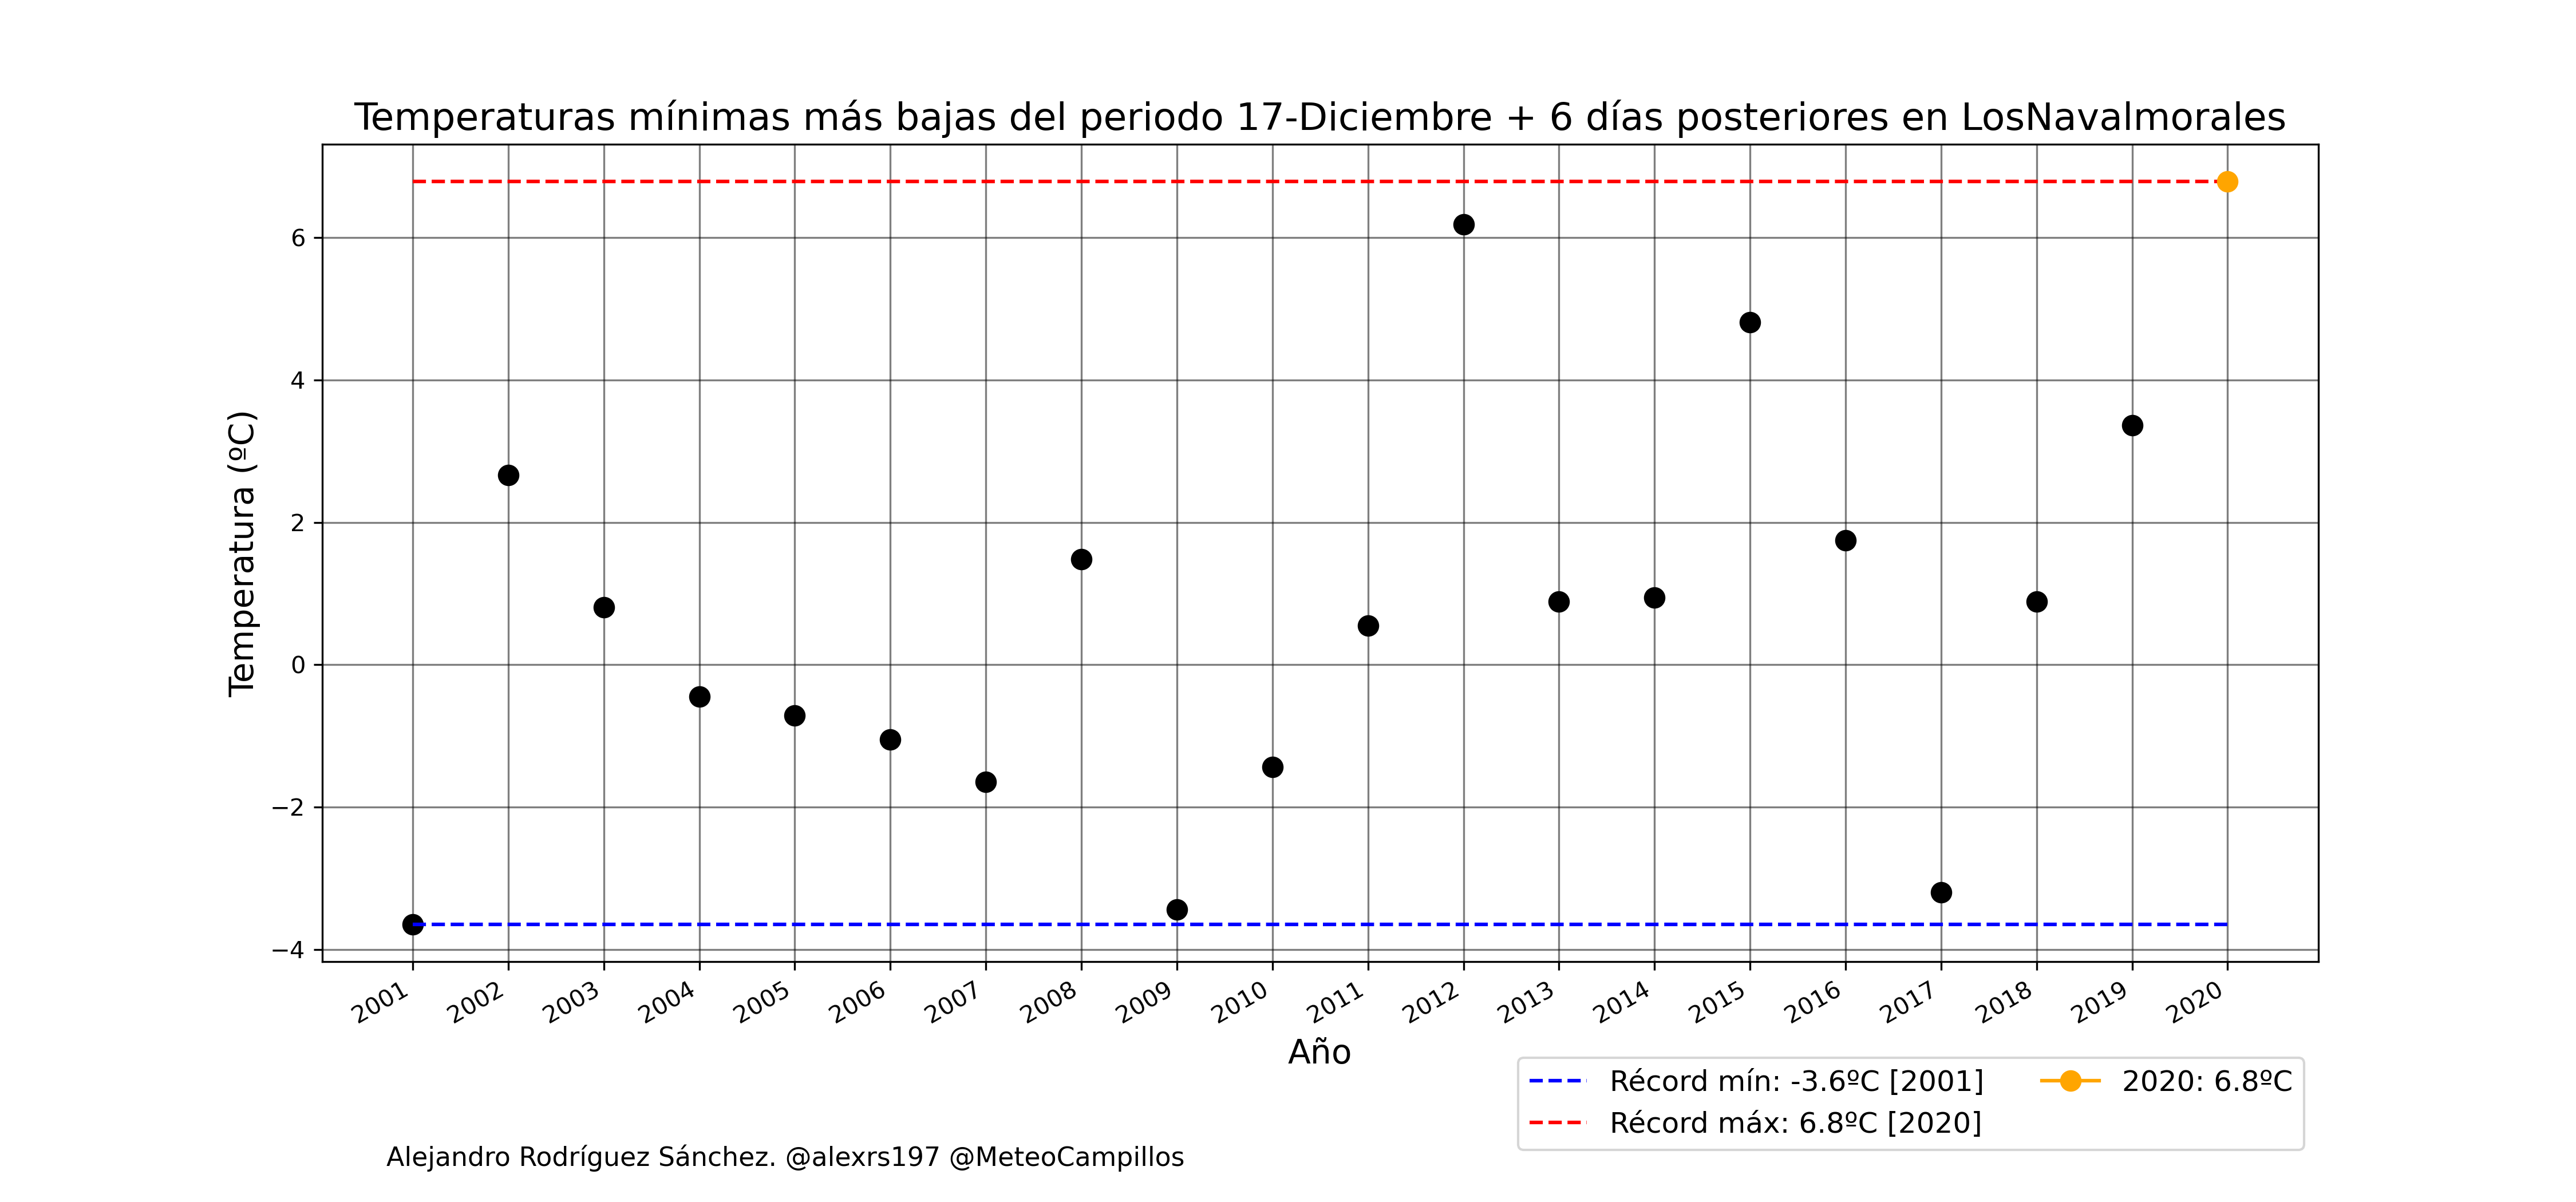 Temperaturas mínimas más bajas del periodo 17-Diciembre + 6 días posteriores en LosNavalmorales
Temperatura (ºC)
6
4
2
0
−2
−4
2001 2002 2003 2004 2005 2006 2007 2008 2009 2010 2011 2012 2013 2014 2015 2016 2017 2018 2019 2020
Año
Récord mín: -3.6ºC [2001]
Récord máx: 6.8ºC [2020]
2020: 6.8ºC
Alejandro Rodríguez Sánchez. @alexrs197 @MeteoCampillos